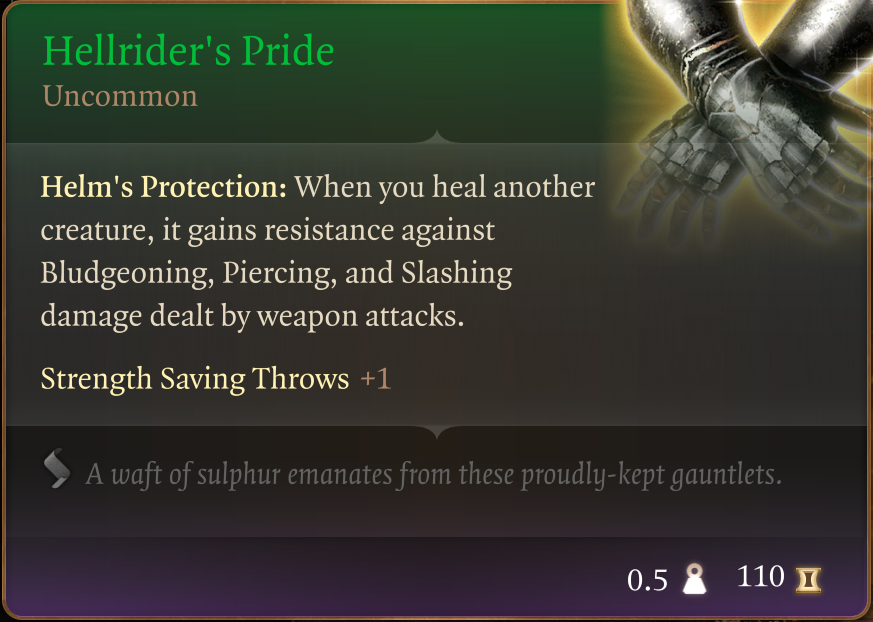 Hellrider's Pride
Uncommon
Helm's Protection: When you heal another
creature, it gains resistance against
Bludgeoning, Piercing, and Slashing
damage dealt by weapon attacks.
Strength Saving Throws +1
A waft of sulphur emanates from these proudly-kept gauntlets.
0.5 110